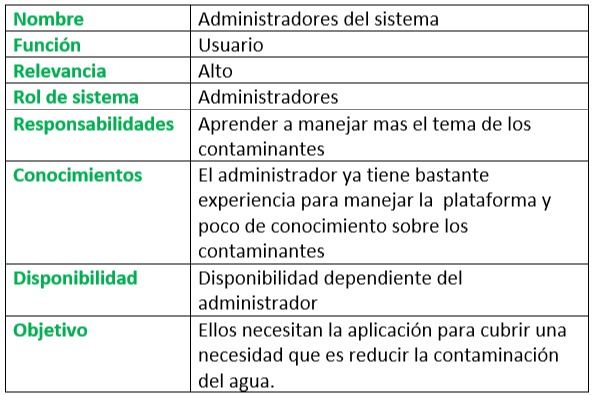 Nombre Administradores del sistema
Función Usuario
Relevancia Alto
Rol de sistema Administradores
Responsabilidades Aprender a manejar mas el tema de los
contaminantes
Conocimientos El administrador ya tiene bastante
experiencia para manejar la plataforma y
poco de conocimiento sobre los
contaminantes
Disponibilidad Disponibilidad dependiente del
administrador
Objetivo Ellos necesitan la aplicación para cubrir una
necesidad que es reducir la contaminación
del agua.